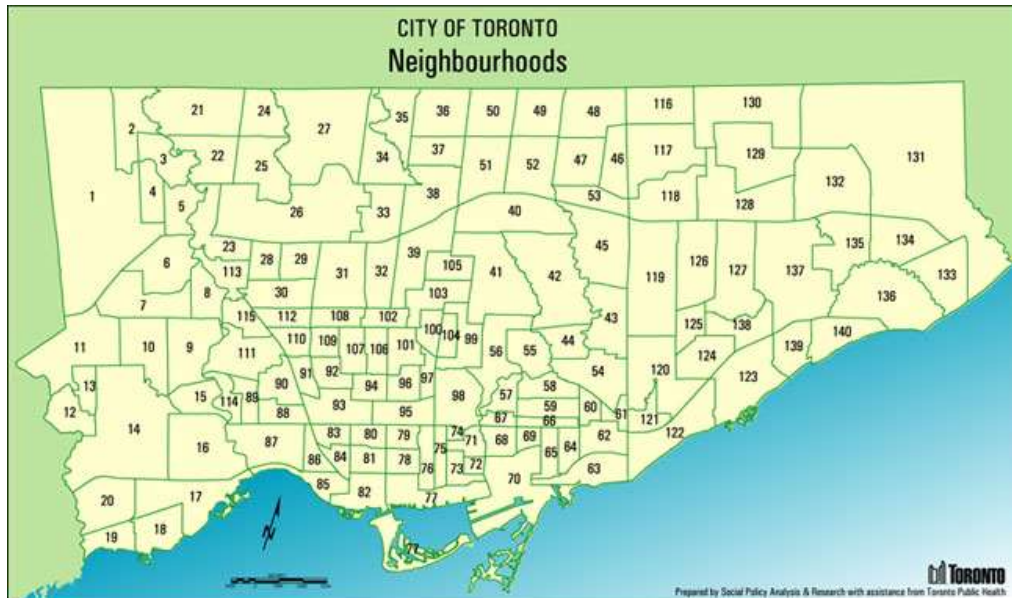 CITY OF TORONTO
Neighbourhoods
21 24 27 35 36 50 49 48 116 130
2 3 22 25 34 37 51 52 47 46 117 129 131
1 4 5 26 33 38 53 118 128 132
40
23 39 45 135 134
6 113 28 29 31 32 105 41 42 119 126 127 137 133
7 8 30 103 136
115 112 108 102 100 104 43 125 138
11 10 9 111 110 109 107 106 101 99 56 55 44 124 139 140
13 91 92 97 54 120 123
12 14 15 114 89 90 94 96 98 57 58
88 93 95 59 60 61 121
16 87 83 80 79 74 67 66 62 122
86 84 81 78 75 71 68 69 65 64
20 17 85 82 76 73 72 70 63
19 18 77
77
N
TORONTO
Prepared by Social Policy Analysis & Research with assistance from Toronto Public Health